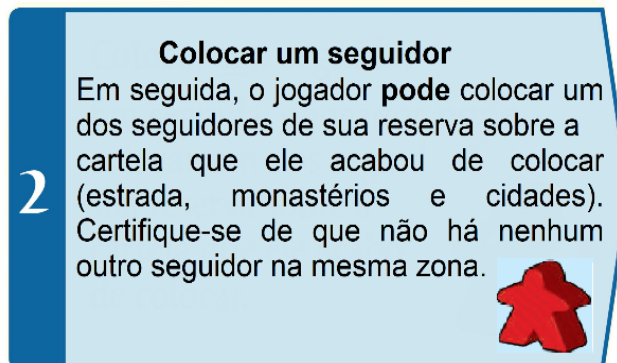 Colocar um seguidor
Em seguida, o jogador pode colocar um
dos seguidores de sua reserva sobre a
cartela que ele acabou de colocar
(estrada, monastérios e cidades).
Certifique-se de que não há nenhum
outro seguidor na mesma zona.
2